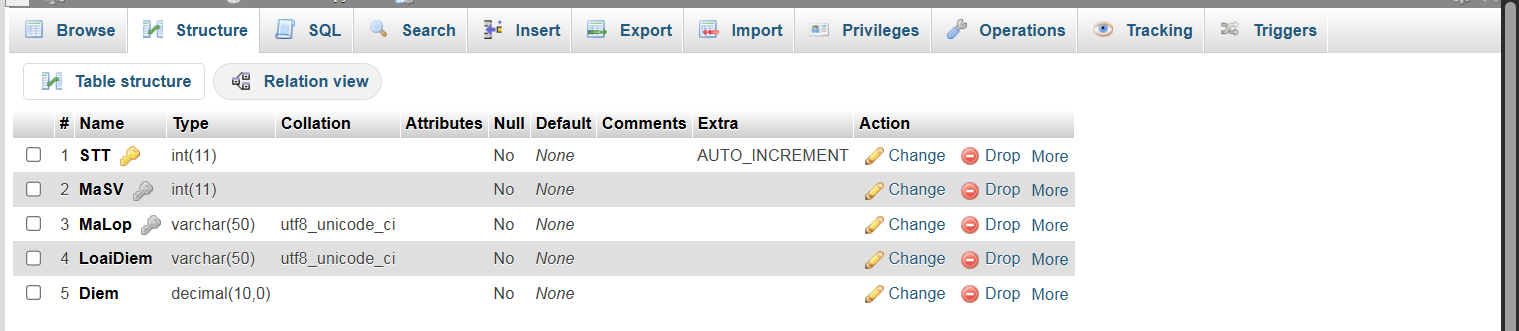 Browse Structure SQL Search Insert Export Import Privileges Operations Tracking Triggers
Table structure Relation view
# Name Type Collation Attributes Null Default Comments Extra Action
1 STT int(11) No None AUTO_INCREMENT Change Drop More
2 MaSV int(11) No None Change Drop More
3 MaLop varchar(50) utf8_unicode_ci No None Change Drop More
4 LoaiDiem varchar(50) utf8_unicode_ci No None Change Drop More
5 Diem decimal(10,0) No None Change Drop More